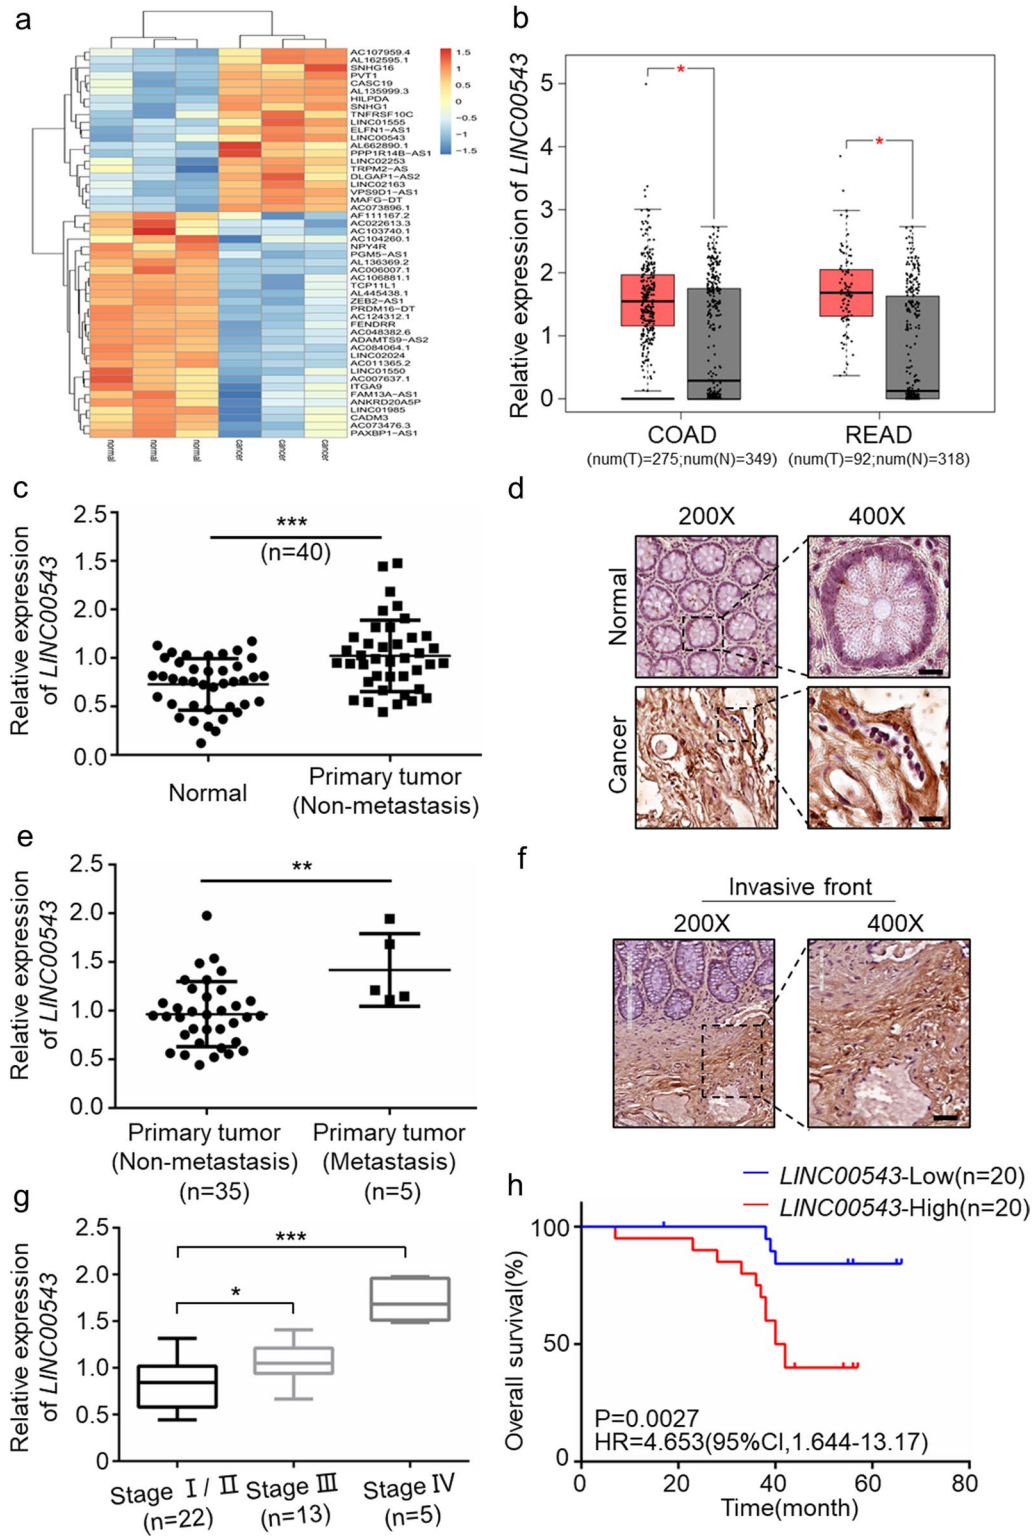 a
AC107959.4
AL162595.1
SNHG16
PVT1
CASC19
AL135999.3
HILPDA
SNHG1
TNFRSF10C
LINC01555
ELFN1-AS1
LINC00543
AL662890.1
PPP1R14B-AS1
LINC02253
TRPM2-AS
DLGAP1-AS2
LINC02163
VPS9D1-AS1
MAFG-DT
AC073896.1
AF111167.2
AC022613.3
AC103740.1
AC104260.1
NPY4R
PGM5-AS1
AL136369.2
AC006007.1
AC106881.1
TCP11L1
AL445438.1
ZEB2-AS1
PRDM16-DT
AC124312.1
FENDRR
AC048382.6
ADAMTS9-AS2
AC084064.1
LINC02024
AC011365.2
LINC01550
AC007637.1
ITGA9
FAM13A-AS1
ANKRD20A5P
LINC01985
CADM3
AC073476.3
PAXBP1-AS1
1.5
1
0.5
0
-0.5
-1
-1.5
normal
normal
normal
cancer
cancer
cancer
b
Relative expression of LINC00543
5
4
3
2
1
0
*
*
COAD
READ
(num(T)=275;num(N)=349)
(num(T)=92;num(N)=318)
c
Relative expression
of LINC00543
2.5
1.5
2.0
1.0
0.5
0.0
***
(n=40)
Normal
Primary tumor
(Non-metastasis)
d
200X
400X
Normal
Cancer
e
Relative expression
of LINC00543
2.5
2.0
1.5
1.0
0.5
0.0
**
Primary tumor
(Non-metastasis)
(n=35)
Primary tumor
(Metastasis)
(n=5)
f
Invasive front
200X
400X
g
Relative expression
of LINC00543
2.5
2.0
1.5
1.0
0.5
0
***
*
Stage Ⅰ/Ⅱ
(n=22)
Stage Ⅲ
(n=13)
Stage Ⅳ
(n=5)
h
LINC00543-Low(n=20)
LINC00543-High(n=20)
Overall survival(%)
100
50
0
P=0.0027
HR=4.653(95%CI,1.644-13.17)
0
20
40
60
80
Time(month)